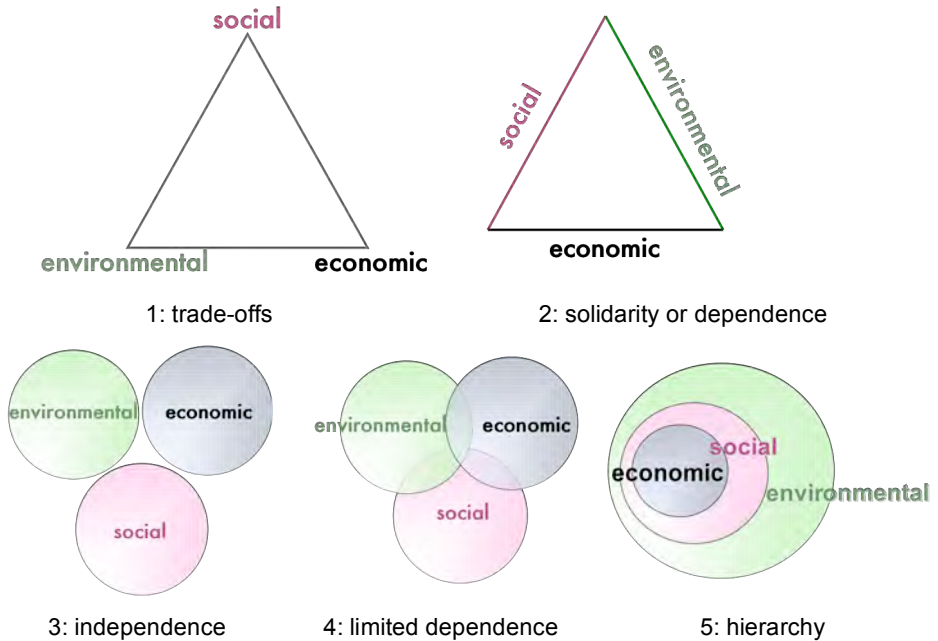 social
environmental
economic
1: trade-offs
social
environmental
economic
2: solidarity or dependence
environmental
economic
social
3: independence
environmental
economic
social
4: limited dependence
social
economic
environmental
5: hierarchy